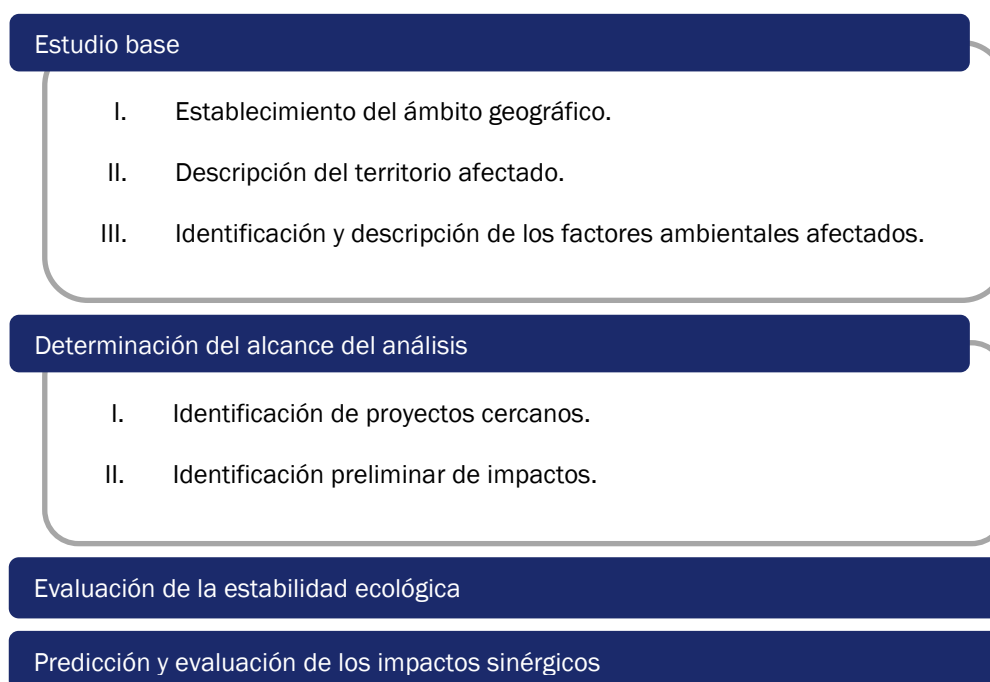 Estudio base
I. Establecimiento del ámbito geográfico.
II. Descripción del territorio afectado.
III. Identificación y descripción de los factores ambientales afectados.
Determinación del alcance del análisis
I. Identificación de proyectos cercanos.
II. Identificación preliminar de impactos.
Evaluación de la estabilidad ecológica
Predicción y evaluación de los impactos sinérgicos